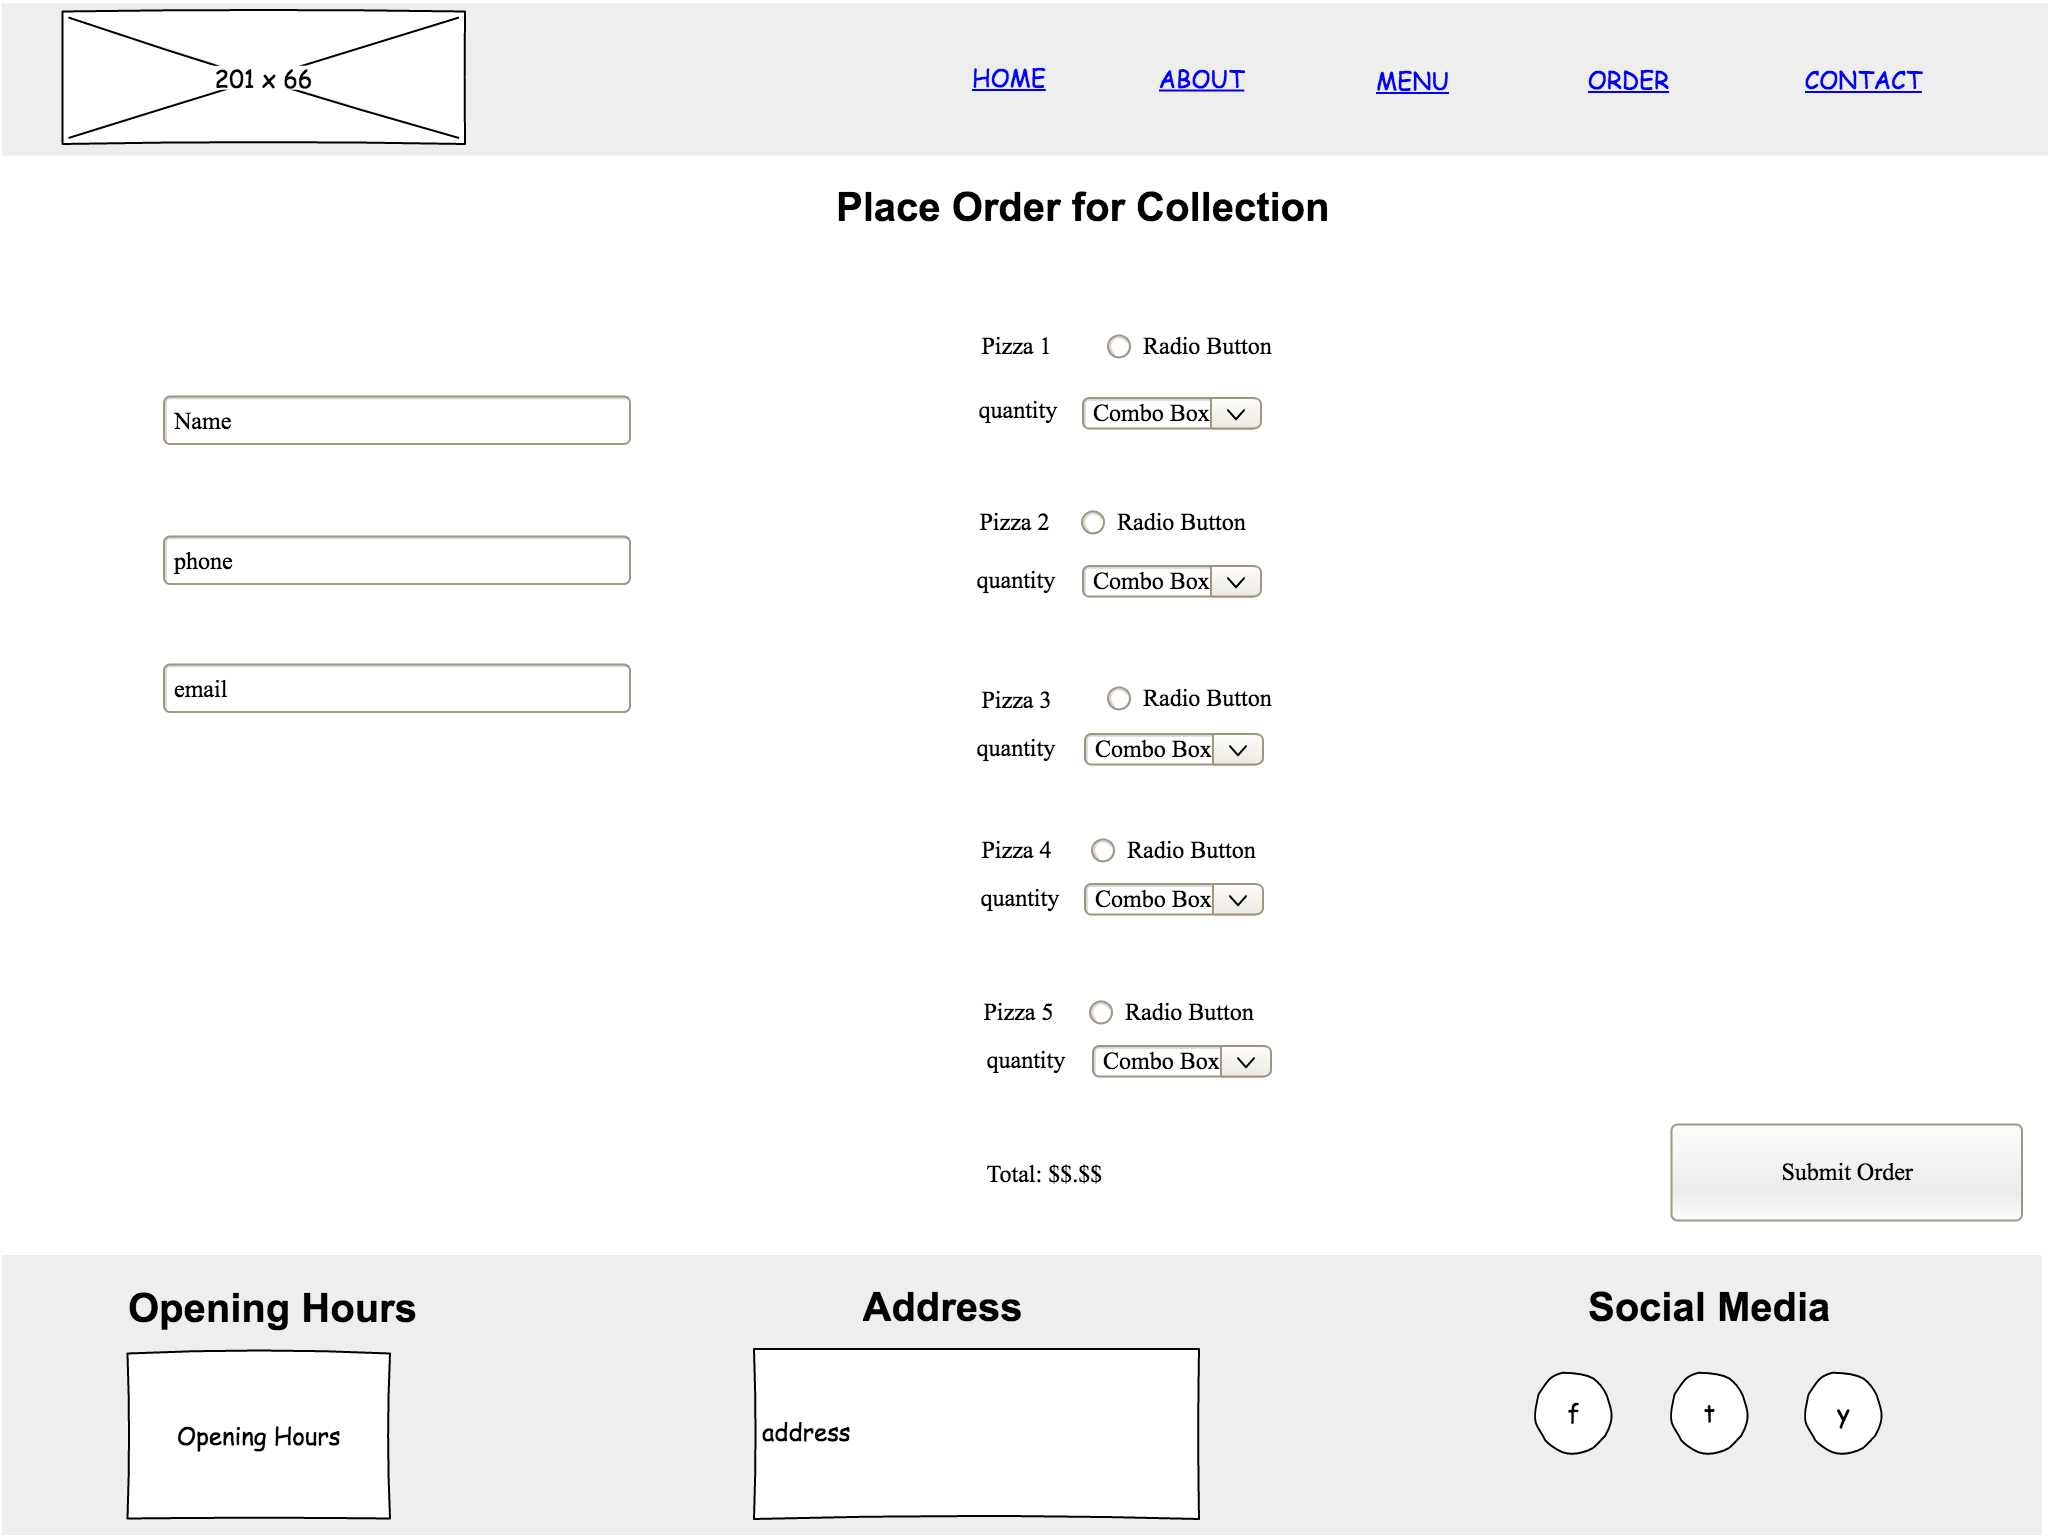 201 x 66
HOME ABOUT MENU ORDER CONTACT
Place Order for Collection
Name
phone
email
Pizza 1 Radio Button
quantity Combo Box
Pizza 2 Radio Button
quantity Combo Box
Pizza 3 Radio Button
quantity Combo Box
Pizza 4 Radio Button
quantity Combo Box
Pizza 5 Radio Button
quantity Combo Box
Total: $$.$$
Submit Order
Opening Hours
Opening Hours
Address
address
Social Media
f t y